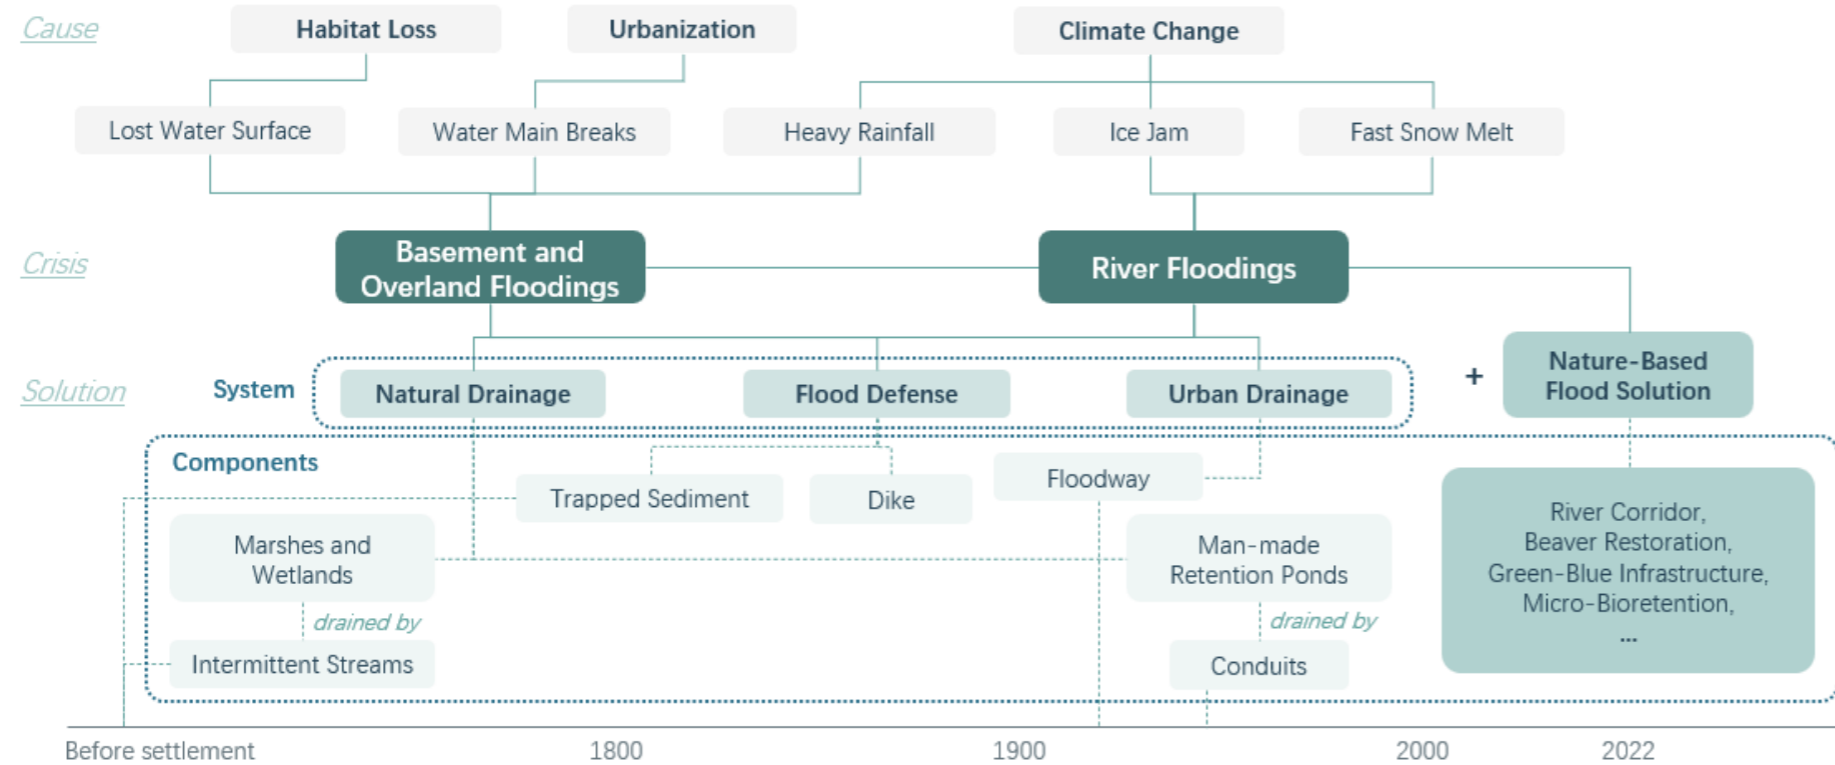 Cause
Habitat Loss
Urbanization
Climate Change
Lost Water Surface
Water Main Breaks
Heavy Rainfall
Ice Jam
Fast Snow Melt
Crisis
Basement and
Overland Floodings
River Floodings
Solution
System
Natural Drainage
Flood Defense
Urban Drainage
+
Nature-Based
Flood Solution
Components
Trapped Sediment
Dike
Floodway
Marshes and
Wetlands
drained by
Intermittent Streams
Man-made
Retention Ponds
drained by
Conduits
River Corridor,
Beaver Restoration,
Green-Blue Infrastructure,
Micro-Bioretention,
...
Before settlement
1800
1900
2000
2022